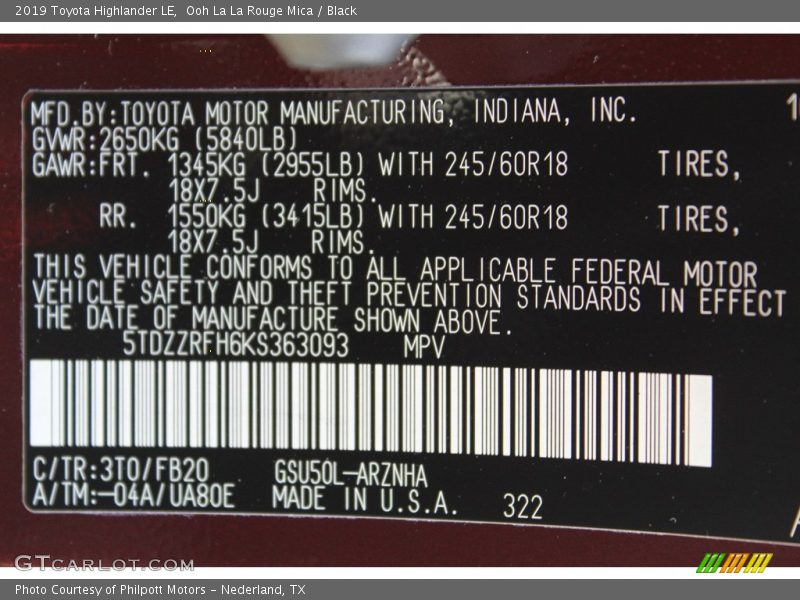 2019 Toyota Highlander LE,  Ooh La La Rouge Mica / Black
MFD.BY:TOYOTA MOTOR MANUFACTURING, INDIANA, INC. 1
GVWR:2650KG (5840LB)
GAWR:FRT. 1345KG (2955LB) WITH 245/60R18 TIRES,
18X7.5J RIMS.
RR. 1550KG (3415LB) WITH 245/60R18 TIRES,
18X7.5J RIMS.
THIS VEHICLE CONFORMS TO ALL APPLICABLE FEDERAL MOTOR
VEHICLE SAFETY AND THEFT PREVENTION STANDARDS IN EFFECT
THE DATE OF MANUFACTURE SHOWN ABOVE.
5TDZZRFH6KS363093 MPV
C/TR:3T0/FB20 GSU50L-ARZNHA
A/TM:-04A/UA80E MADE IN U.S.A. 322
GTCARLOT.COM
Photo Courtesy of Philpott Motors - Nederland, TX